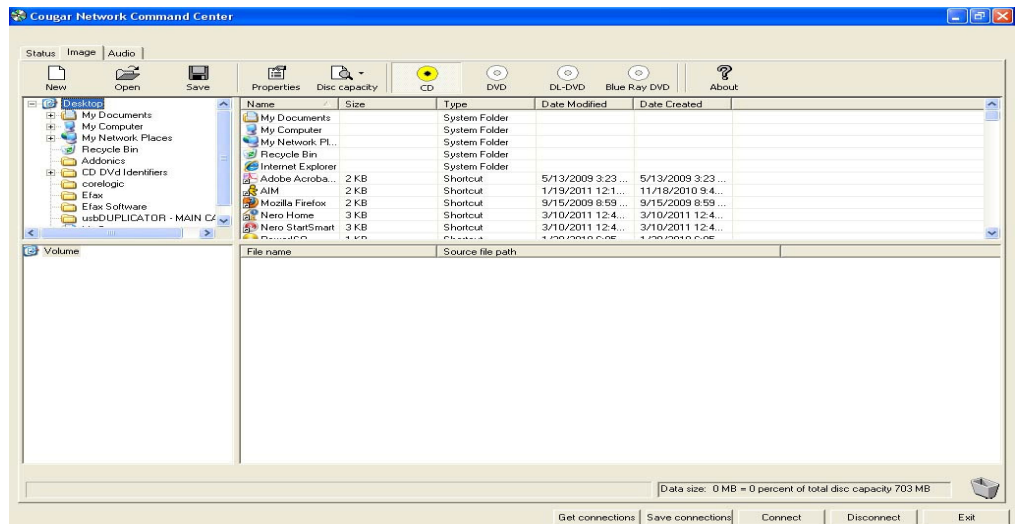 Cougar Network Command Center
Status Image Audio
New Open Save Properties Disc capacity CD DVD DL-DVD Blue Ray DVD About
Desktop
My Documents
My Computer
My Network Places
Recycle Bin
Addonics
CD DVd Identifiers
corelogic
Efax
Efax Software
usbDUPLICATOR - MAIN
Name Size Type Date Modified Date Created
My Documents System Folder
My Computer System Folder
My Network Pl... System Folder
Recycle Bin System Folder
Internet Explorer System Folder
Adobe Acroba... 2 KB Shortcut 5/13/2009 3:23 ... 5/13/2009 3:23 ...
AIM 2 KB Shortcut 1/19/2011 12:1... 11/18/2010 9:4...
Mozilla Firefox 2 KB Shortcut 9/15/2009 8:59 ... 9/15/2009 8:59 ...
Nero Home 3 KB Shortcut 3/10/2011 12:4... 3/10/2011 12:4...
Nero StartSmart 3 KB Shortcut 3/10/2011 12:4... 3/10/2011 12:4...
Volume
File name Source file path
Data size: 0 MB = 0 percent of total disc capacity 703 MB
Get connections Save connections Connect Disconnect Exit